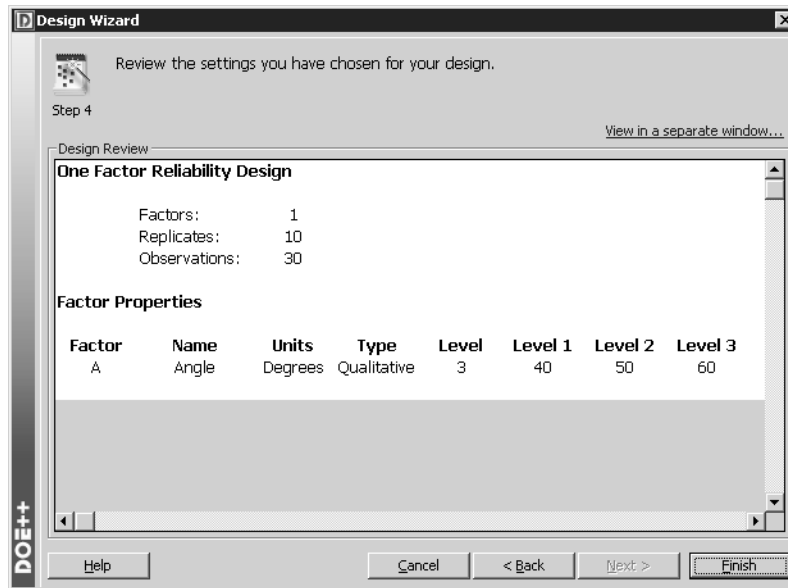 Design Wizard
Review the settings you have chosen for your design.
Step 4
View in a separate window...
Design Review
One Factor Reliability Design
Factors: 1
Replicates: 10
Observations: 30
Factor Properties
Factor Name Units Type Level Level 1 Level 2 Level 3
A Angle Degrees Qualitative 3 40 50 60
DOE++
Help Cancel < Back Next > Finish